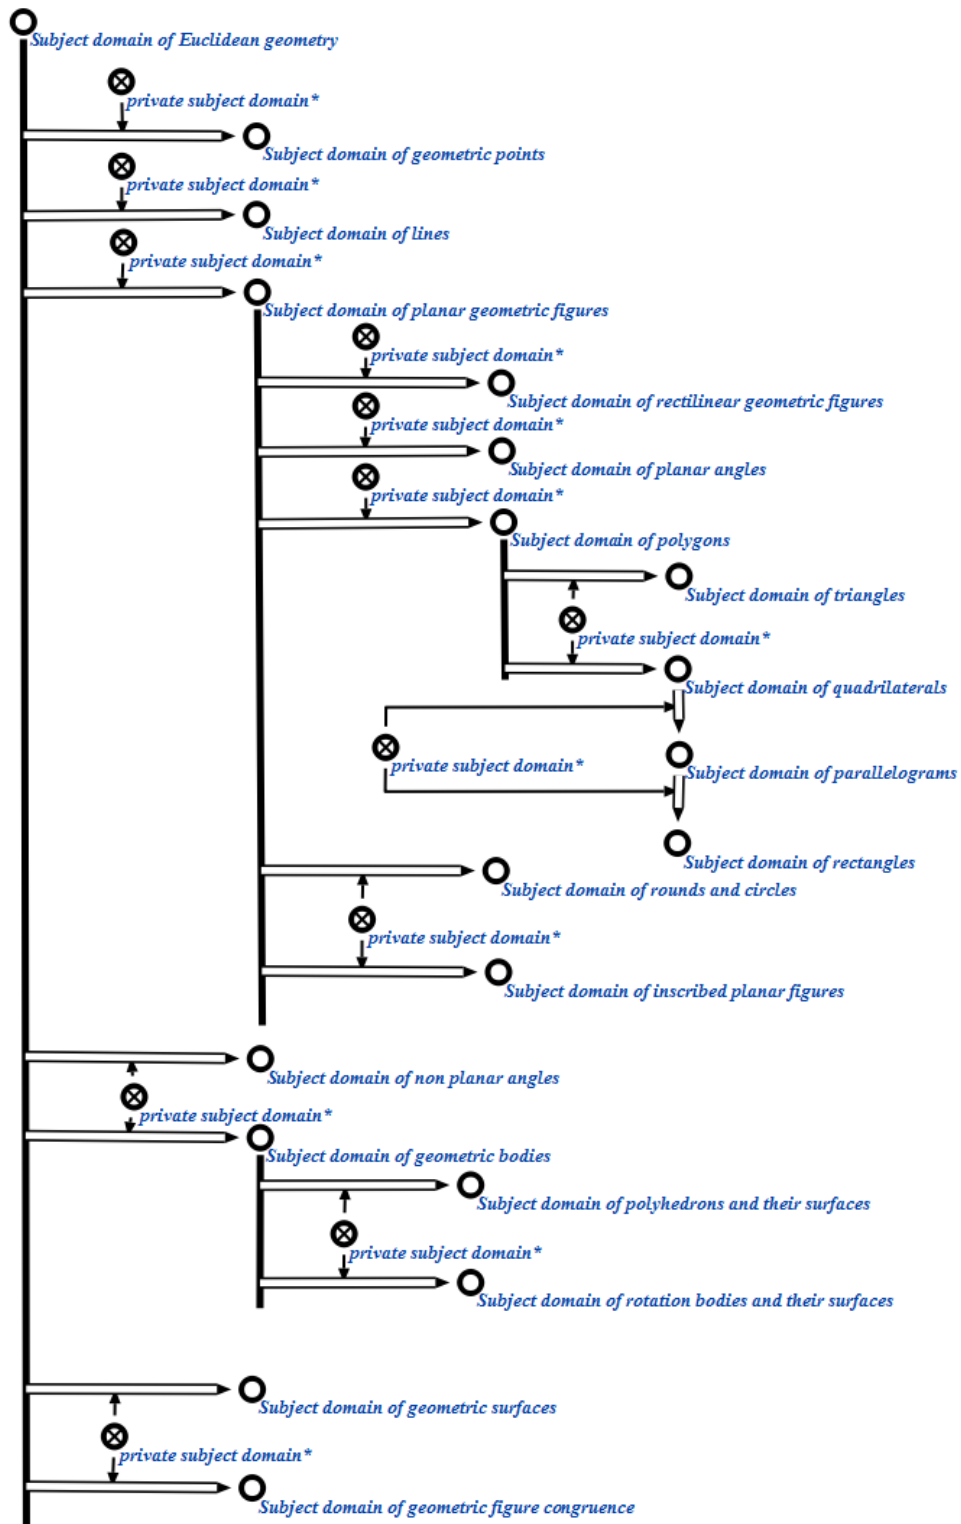 Subject domain of Euclidean geometry
private subject domain*
Subject domain of geometric points
private subject domain*
Subject domain of lines
private subject domain*
Subject domain of planar geometric figures
private subject domain*
Subject domain of rectilinear geometric figures
private subject domain*
Subject domain of planar angles
private subject domain*
Subject domain of polygons
Subject domain of triangles
private subject domain*
Subject domain of quadrilaterals
private subject domain*
Subject domain of parallelograms
Subject domain of rectangles
Subject domain of rounds and circles
private subject domain*
Subject domain of inscribed planar figures
Subject domain of non planar angles
private subject domain*
Subject domain of geometric bodies
Subject domain of polyhedrons and their surfaces
private subject domain*
Subject domain of rotation bodies and their surfaces
Subject domain of geometric surfaces
private subject domain*
Subject domain of geometric figure congruence